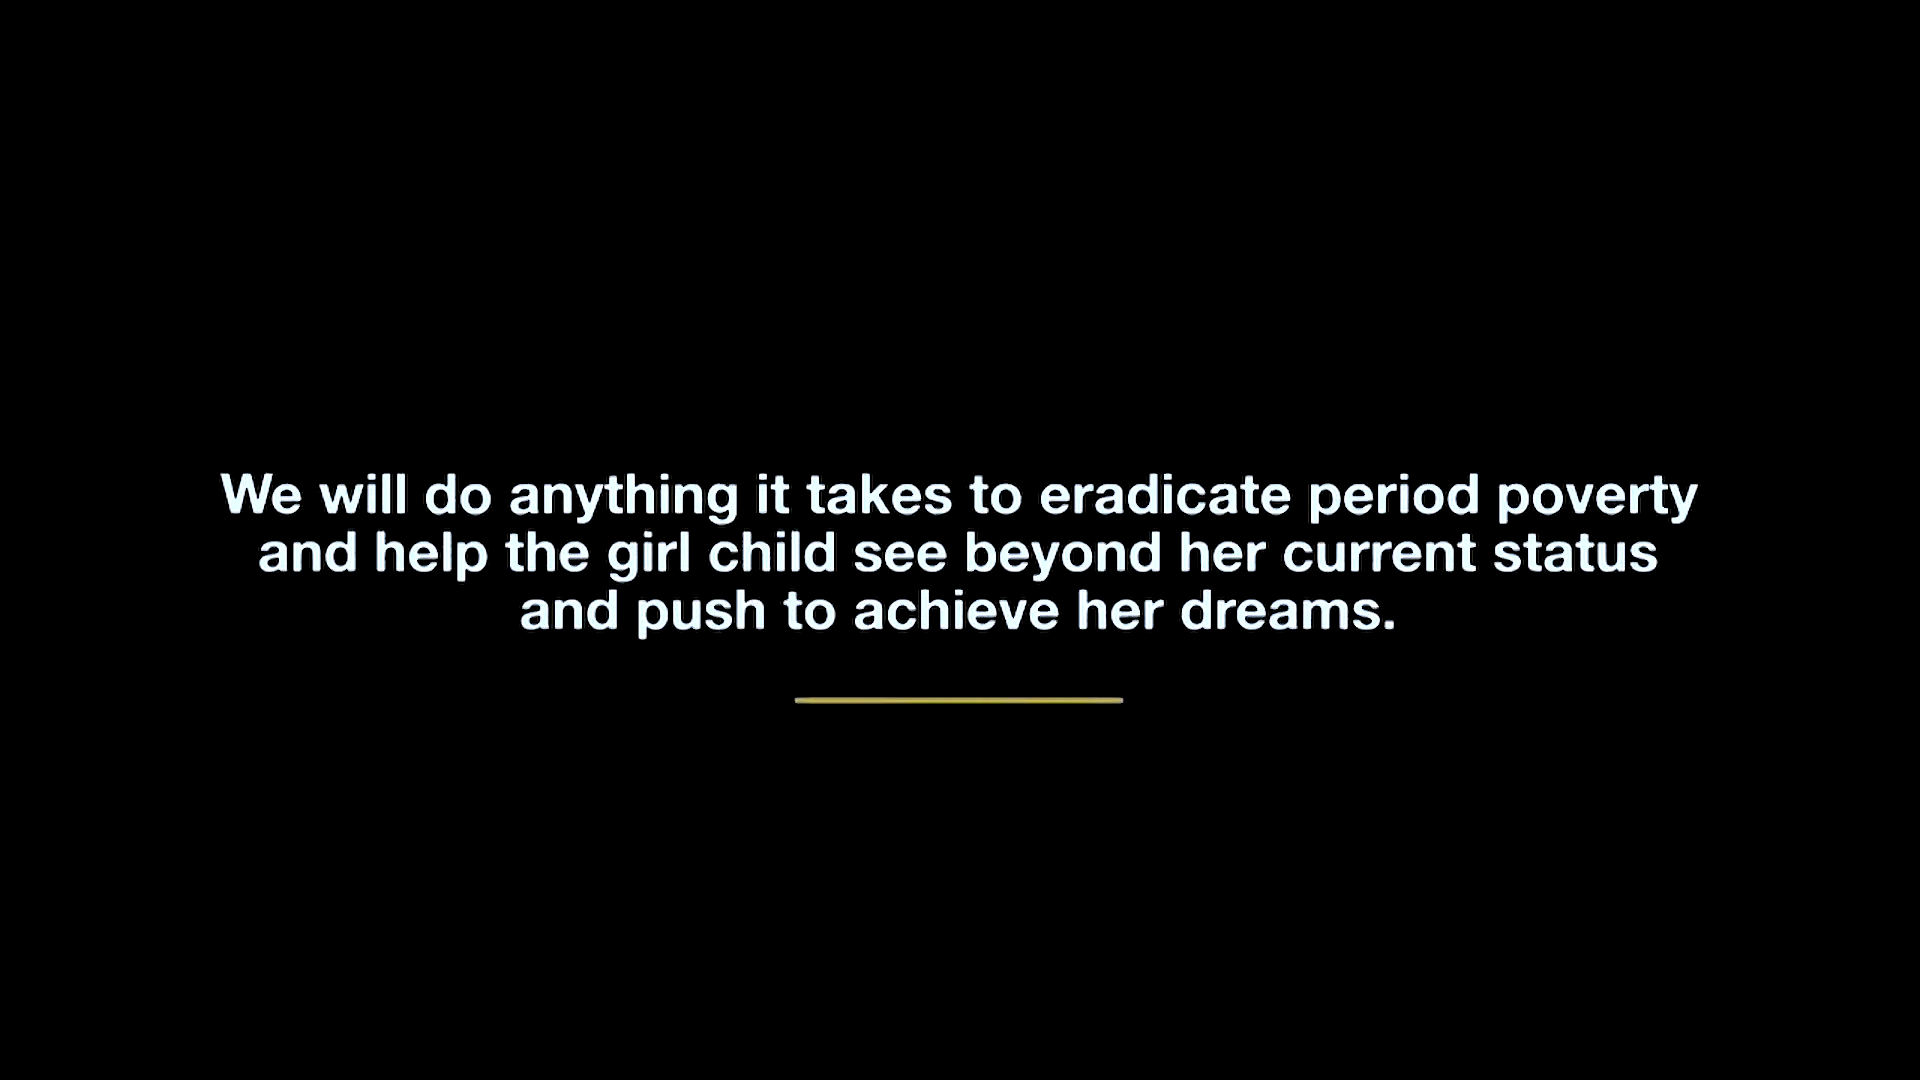 We will do anything it takes to eradicate period poverty
and help the girl child see beyond her current status
and push to achieve her dreams.